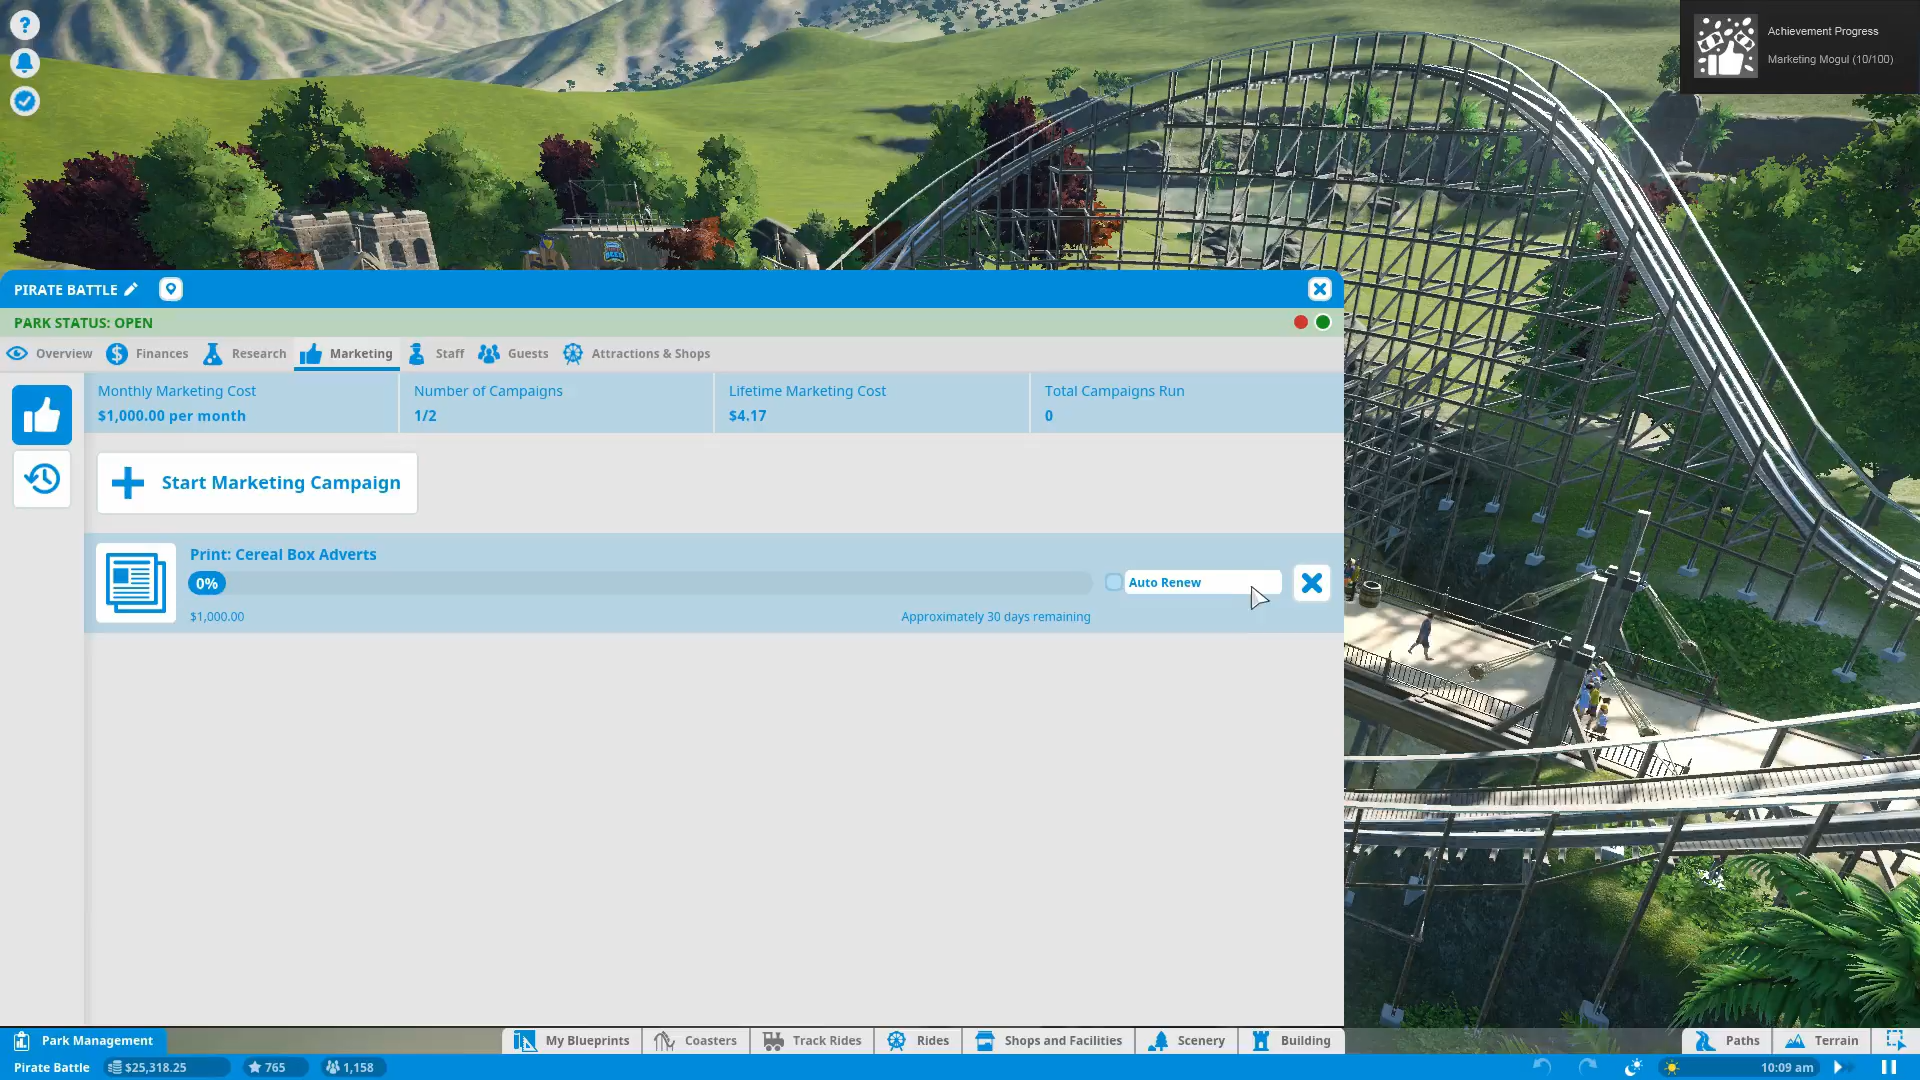 ?
Achievement Progress
Marketing Mogul (10/100)
PIRATE BATTLE
PARK STATUS: OPEN
Overview
Finances
Research
Marketing
Staff
Guests
Attractions & Shops
Monthly Marketing Cost
$1,000.00 per month
Number of Campaigns
1/2
Lifetime Marketing Cost
$4.17
Total Campaigns Run
0
Start Marketing Campaign
Print: Cereal Box Adverts
0%
Auto Renew
$1,000.00
Approximately 30 days remaining
Park Management
My Blueprints
Coasters
Track Rides
Rides
Shops and Facilities
Scenery
Building
Paths
Terrain
Pirate Battle
$25,318.25
765
1,158
10:09 am